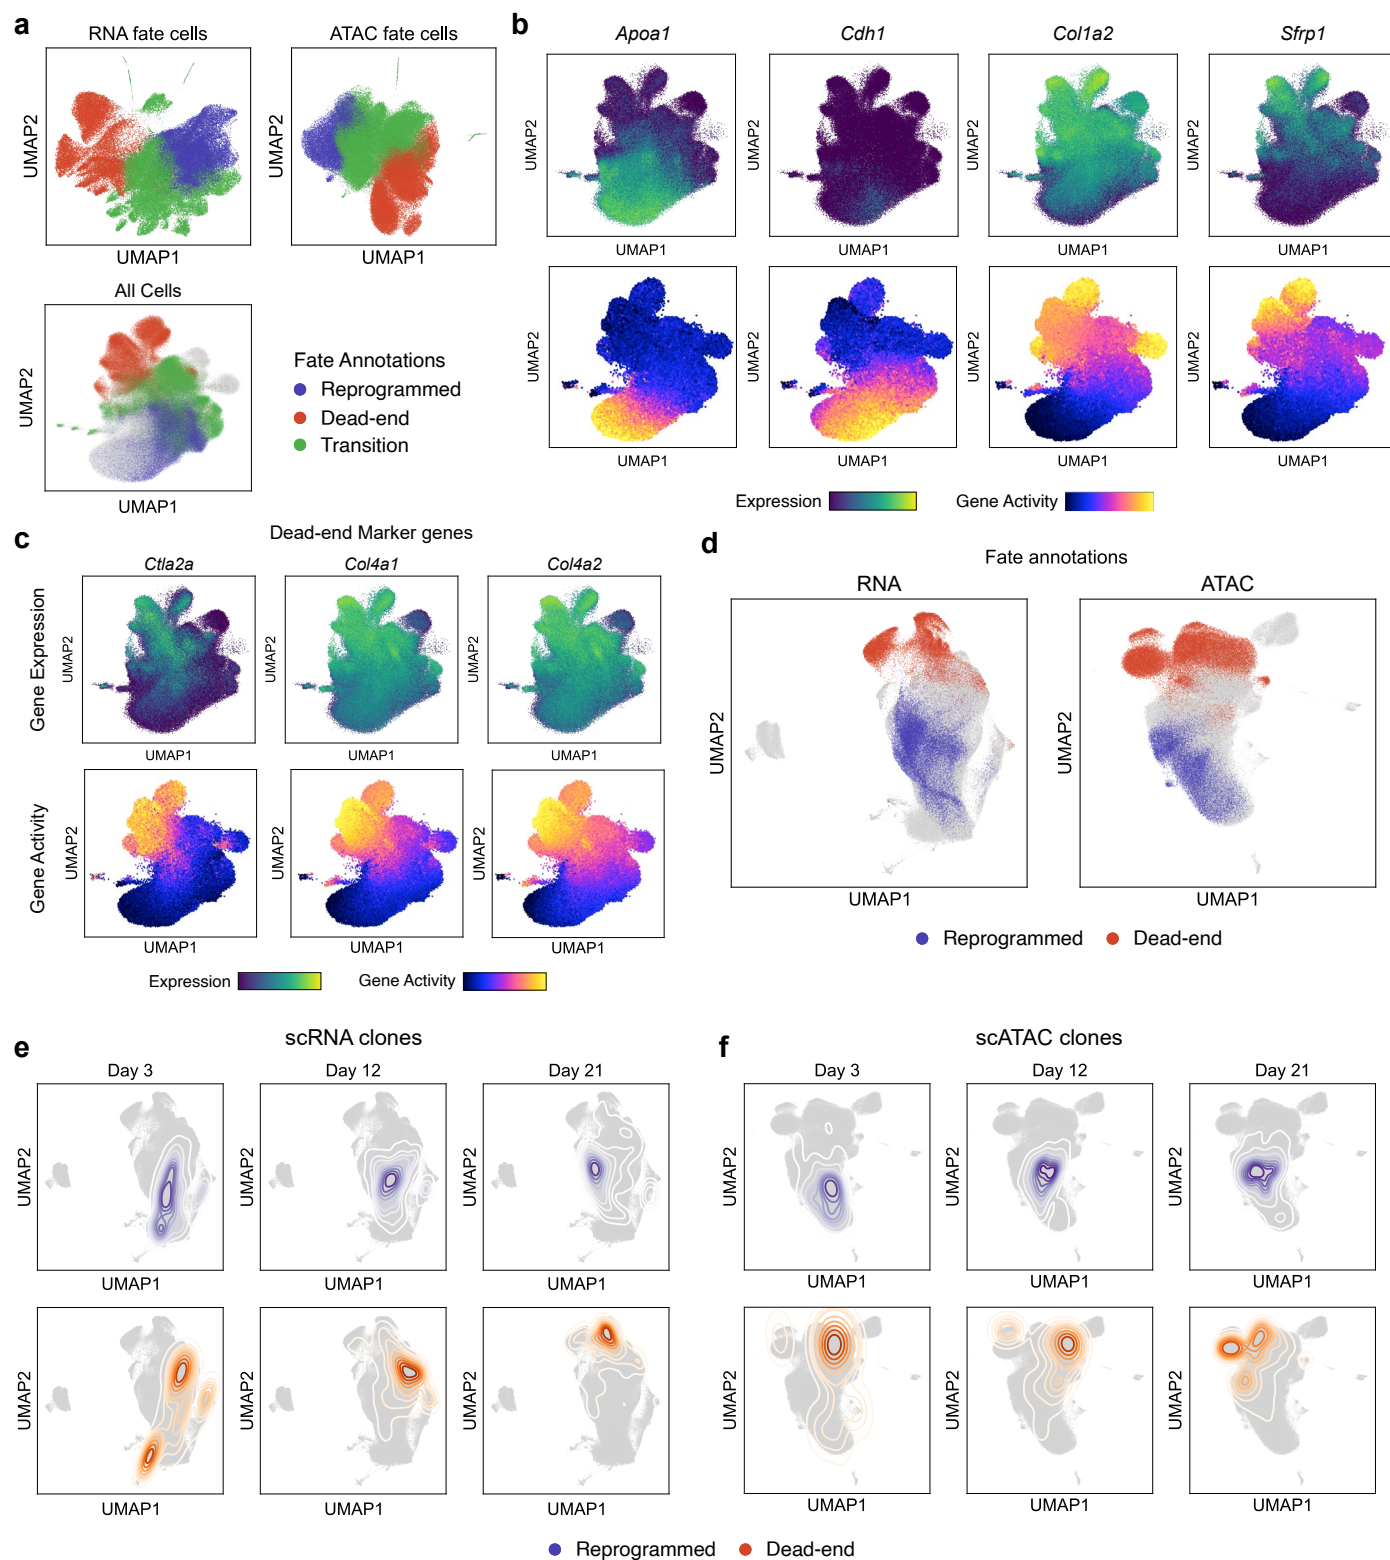 a
RNA fate cells
ATAC fate cells
UMAP2
UMAP2
UMAP1
UMAP1
All Cells
UMAP2
UMAP1
Fate Annotations
Reprogrammed
Dead-end
Transition
b
Apoa1
Cdh1
Col1a2
Sfrp1
UMAP2
UMAP2
UMAP2
UMAP2
UMAP1
UMAP1
UMAP1
UMAP1
UMAP2
UMAP2
UMAP2
UMAP2
UMAP1
UMAP1
UMAP1
UMAP1
Expression
Gene Activity
c
Dead-end Marker genes
Ctla2a
Col4a1
Col4a2
Gene Expression
UMAP2
UMAP2
UMAP2
UMAP1
UMAP1
UMAP1
Gene Activity
UMAP2
UMAP2
UMAP2
UMAP1
UMAP1
UMAP1
Expression
Gene Activity
d
Fate annotations
RNA
ATAC
UMAP2
UMAP2
UMAP1
UMAP1
Reprogrammed
Dead-end
e
scRNA clones
Day 3
Day 12
Day 21
UMAP2
UMAP2
UMAP2
UMAP1
UMAP1
UMAP1
UMAP2
UMAP2
UMAP2
UMAP1
UMAP1
UMAP1
f
scATAC clones
Day 3
Day 12
Day 21
UMAP2
UMAP2
UMAP2
UMAP1
UMAP1
UMAP1
UMAP2
UMAP2
UMAP2
UMAP1
UMAP1
UMAP1
Reprogrammed
Dead-end